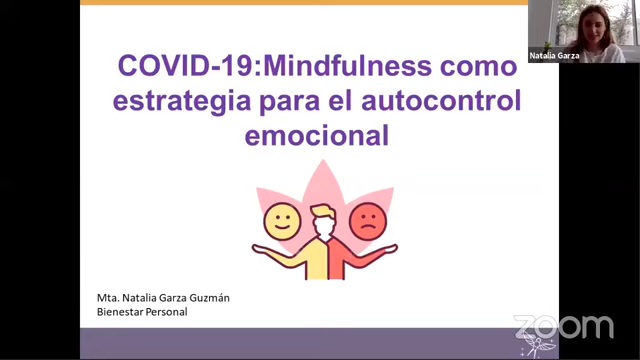 COVID-19:Mindfulness como
estrategia para el autocontrol
emocional
Mta. Natalia Garza Guzmán
Bienestar Personal
Natalia Garza
zoom